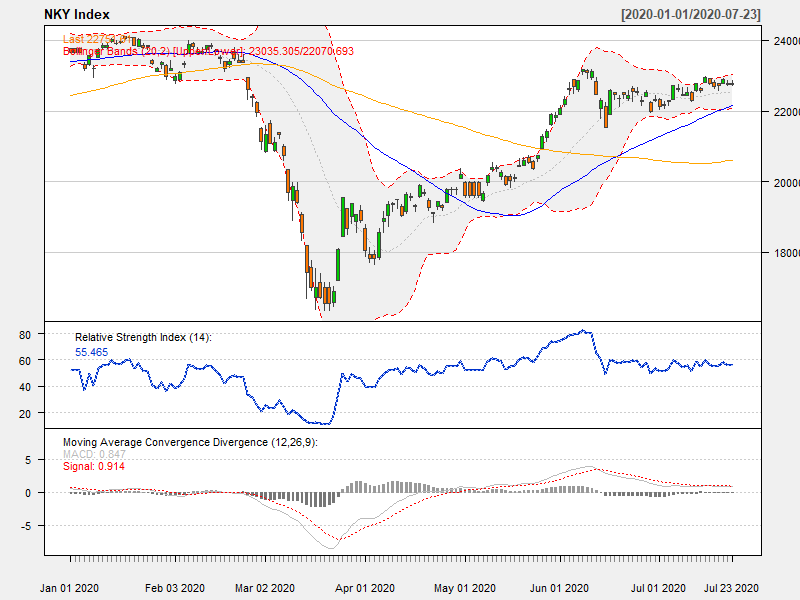 NKY Index [2020-01-01/2020-07-23]
Bollinger Bands (20,2) [Upper/Lower]: 23035.305/22070.693
24000
22000
20000
18000
Relative Strength Index (14):
55.465
80
60
40
20
Moving Average Convergence Divergence (12,26,9):
MACD: 0.847
Signal: 0.914
5
0
-5
Jan 01 2020 Feb 03 2020 Mar 02 2020 Apr 01 2020 May 01 2020 Jun 01 2020 Jul 01 2020 Jul 23 2020